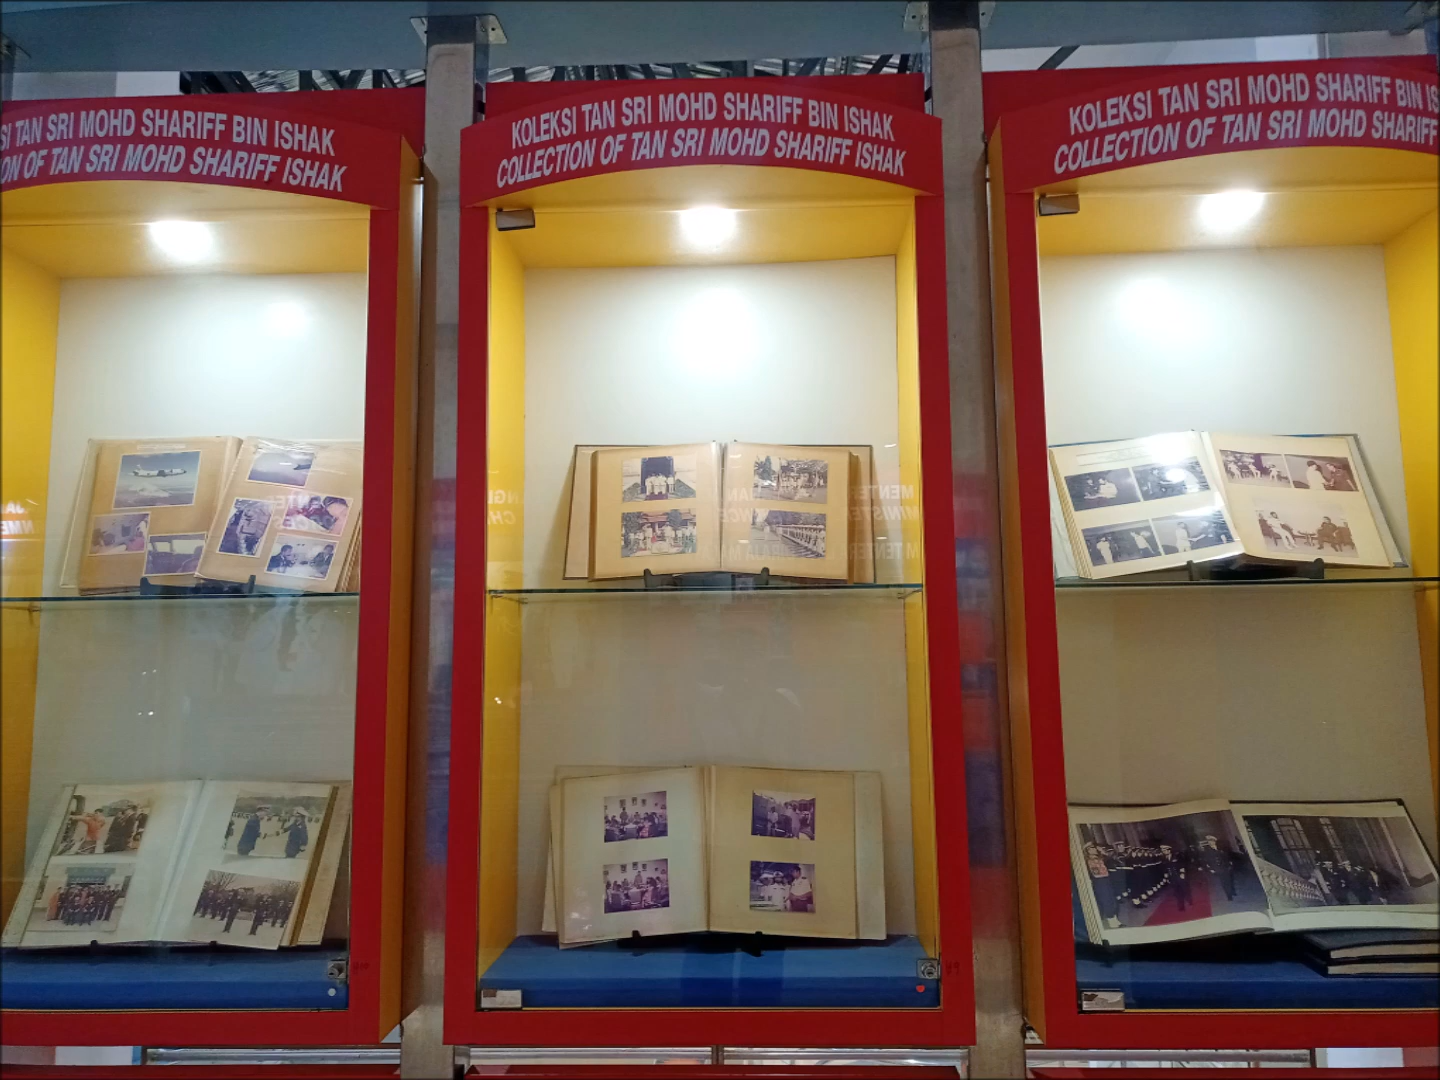 SI TAN SRI MOHD SHARIFF BIN ISHAK
ON OF TAN SRI MOHD SHARIFF ISHAK
KOLEKSI TAN SRI MOHD SHARIFF BIN ISHAK
COLLECTION OF TAN SRI MOHD SHARIFF ISHAK
KOLEKSI TAN SRI MOHD SHARIFF BIN IS
COLLECTION OF TAN SRI MOHD SHARIFF